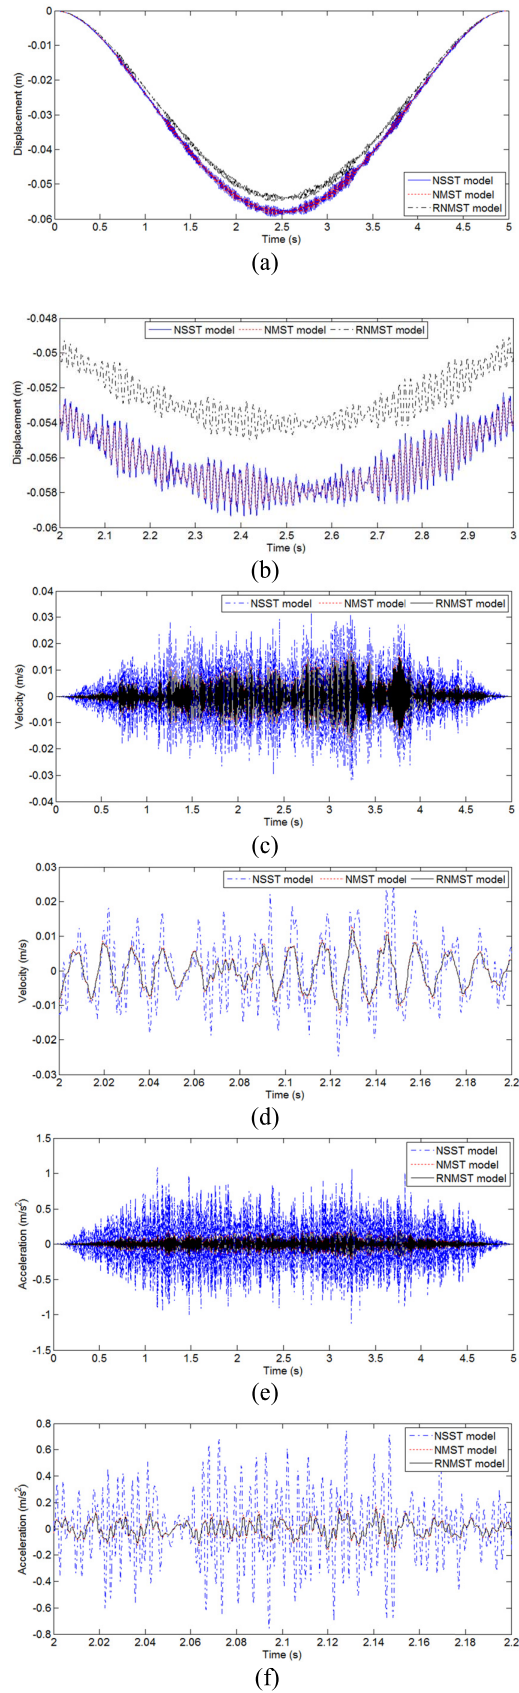 0
-0.01
-0.02
-0.03
-0.04
-0.05
-0.06
Displacement (m)
NSST model
NMST model
RNMST model
0 0.5 1 1.5 2 2.5 3 3.5 4 4.5 5
Time (s)
(a)
-0.048
-0.05
-0.052
-0.054
-0.056
-0.058
-0.06
Displacement (m)
NSST model NMST model RNMST model
2 2.1 2.2 2.3 2.4 2.5 2.6 2.7 2.8 2.9 3
Time (s)
(b)
0.04
0.03
0.02
0.01
0
-0.01
-0.02
-0.03
-0.04
Velocity (m/s)
NSST model NMST model RNMST model
0 0.5 1 1.5 2 2.5 3 3.5 4 4.5 5
Time (s)
(c)
0.03
0.02
0.01
0
-0.01
-0.02
-0.03
Velocity (m/s)
NSST model NMST model RNMST model
2 2.02 2.04 2.06 2.08 2.1 2.12 2.14 2.16 2.18 2.2
Time (s)
(d)
1.5
1
0.5
0
-0.5
-1
-1.5
Acceleration (m/s²)
NSST model
NMST model
RNMST model
0 0.5 1 1.5 2 2.5 3 3.5 4 4.5 5
Time (s)
(e)
0.8
0.6
0.4
0.2
0
-0.2
-0.4
-0.6
-0.8
Acceleration (m/s²)
NSST model
NMST model
RNMST model
2 2.02 2.04 2.06 2.08 2.1 2.12 2.14 2.16 2.18 2.2
Time (s)
(f)